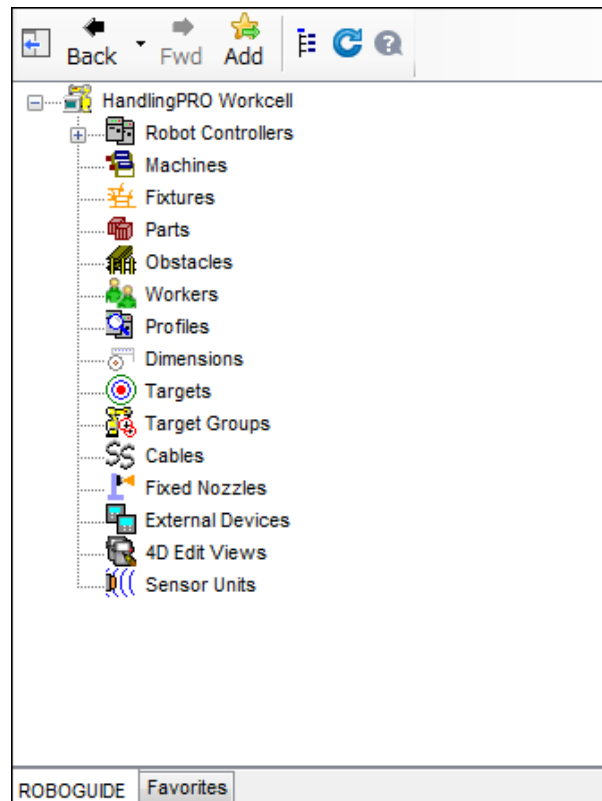 Back Fwd Add
HandlingPRO Workcell
Robot Controllers
Machines
Fixtures
Parts
Obstacles
Workers
Profiles
Dimensions
Targets
Target Groups
Cables
Fixed Nozzles
External Devices
4D Edit Views
Sensor Units
ROBOGUIDE Favorites